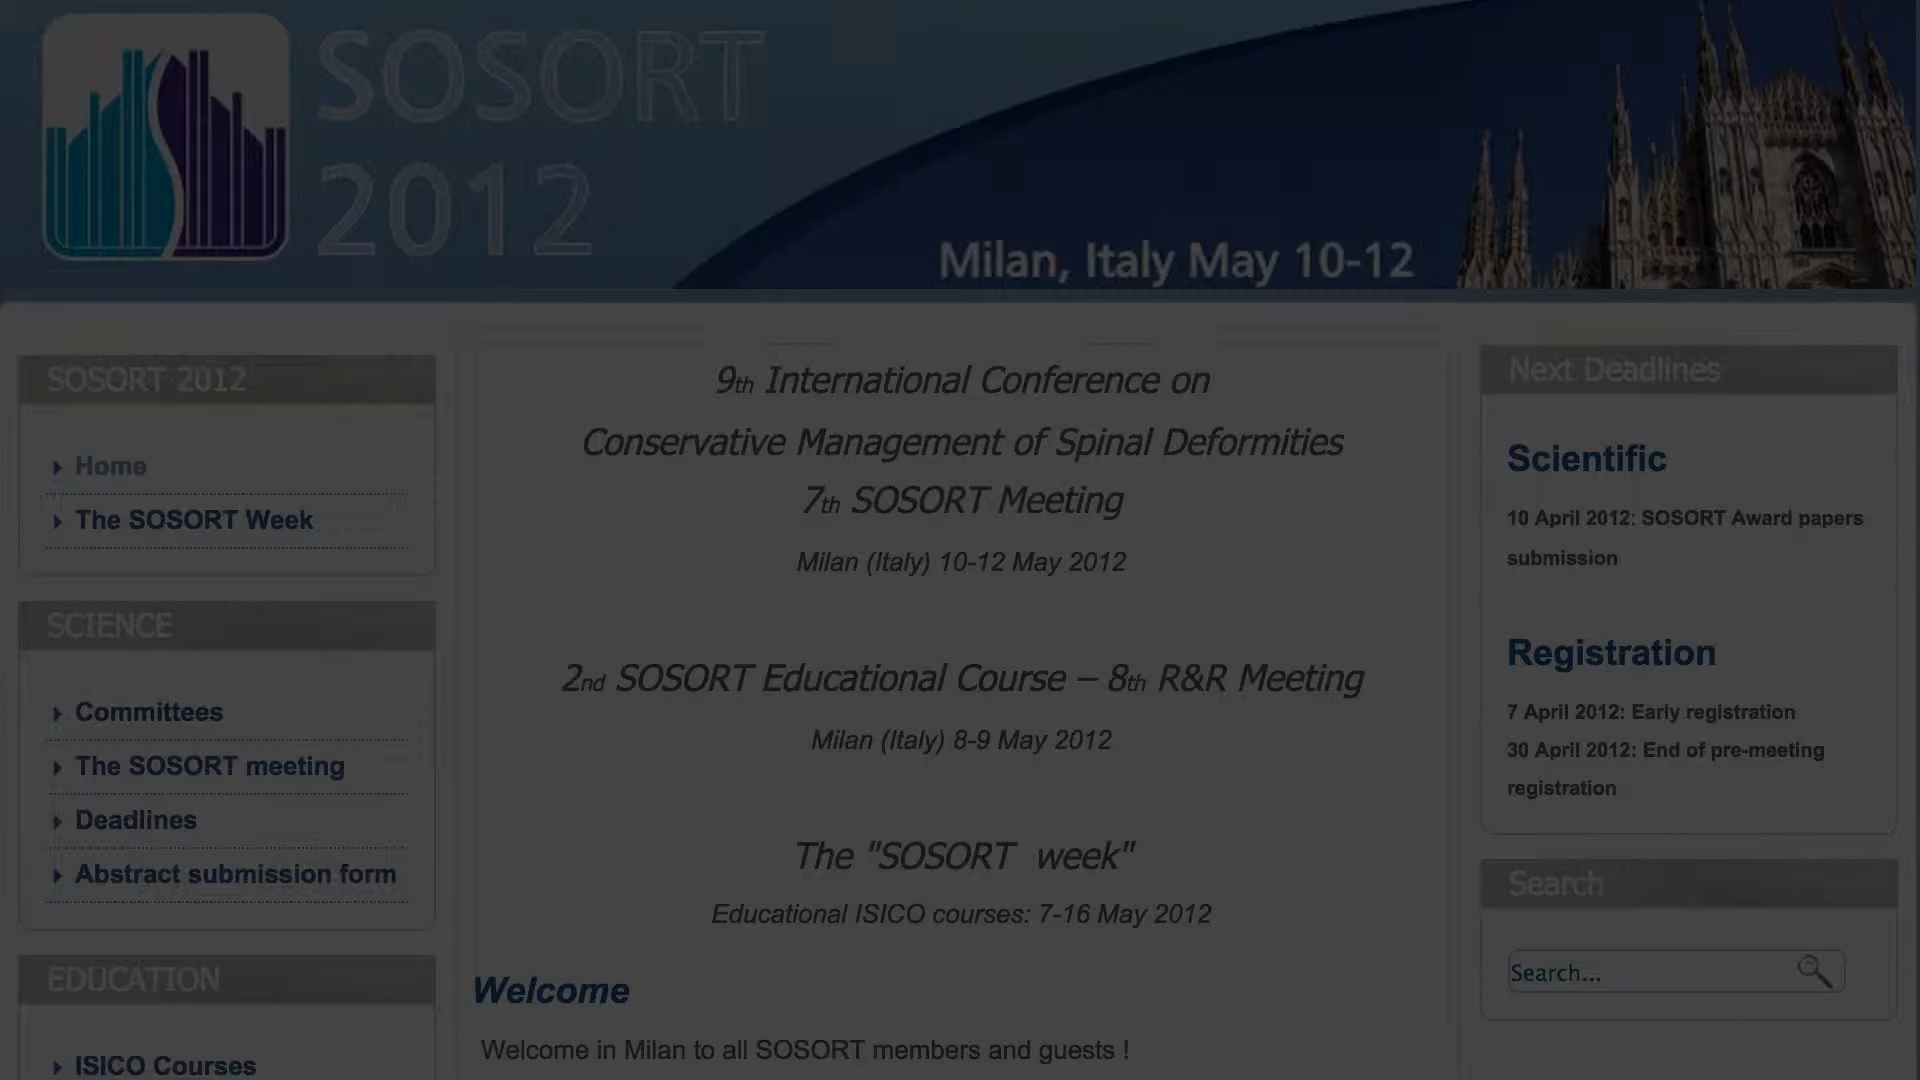 SOSORT
2012
Milan, Italy May 10-12
SOSORT 2012
Home
The SOSORT Week
SCIENCE
Committees
The SOSORT meeting
Deadlines
Abstract submission form
EDUCATION
ISICO Courses
9th International Conference on
Conservative Management of Spinal Deformities
7th SOSORT Meeting
Milan (Italy) 10-12 May 2012
2nd SOSORT Educational Course – 8th R&R Meeting
Milan (Italy) 8-9 May 2012
The "SOSORT week"
Educational ISICO courses: 7-16 May 2012
Welcome
Welcome in Milan to all SOSORT members and guests !
Next Deadlines
Scientific
10 April 2012: SOSORT Award papers
submission
Registration
7 April 2012: Early registration
30 April 2012: End of pre-meeting
registration
Search
Search...